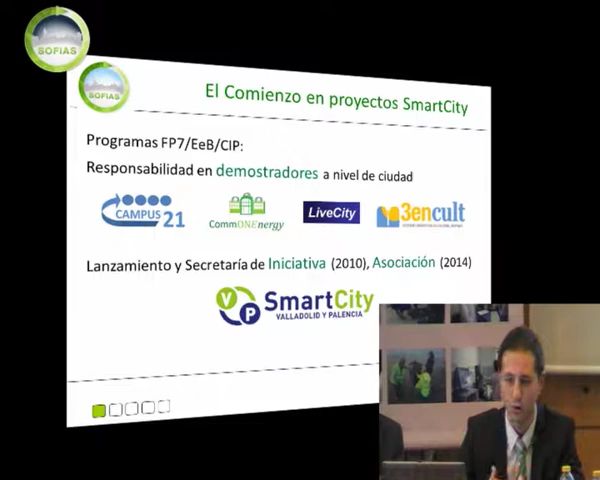 SOFIAS
SOFIAS
El Comienzo en proyectos SmartCity
Programas FP7/EeB/CIP:
Responsabilidad en demostradores a nivel de ciudad
CAMPUS 21
CommONEnergy
LiveCity
3encult
Lanzamiento y Secretaría de Iniciativa (2010), Asociación (2014)
V P SmartCity
VALLADOLID Y PALENCIA